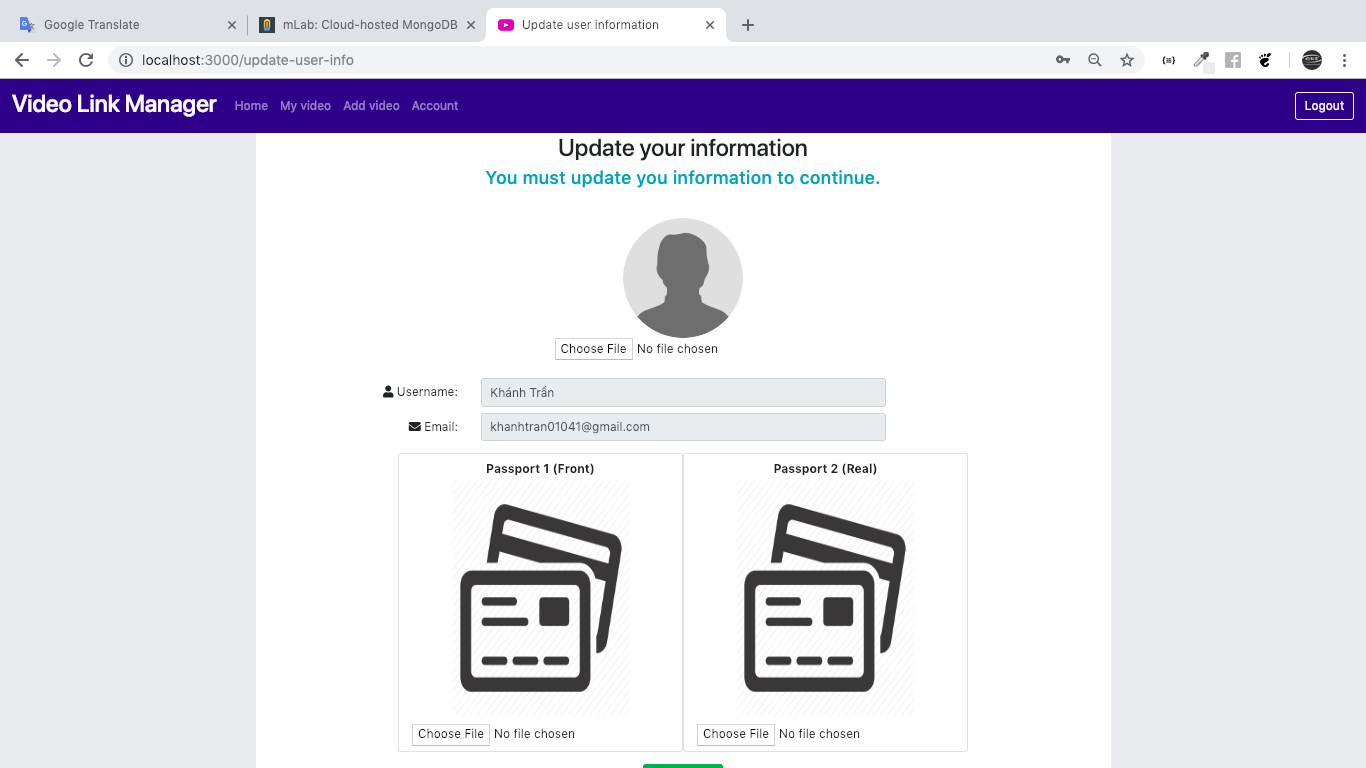 Google Translate
mLab: Cloud-hosted MongoDB
Update user information
localhost:3000/update-user-info
Video Link Manager Home My video Add video Account Logout
Update your information
You must update you information to continue.
Choose File No file chosen
Username: Khánh Trần
Email: khanhtran01041@gmail.com
Passport 1 (Front)
Passport 2 (Real)
Choose File No file chosen
Choose File No file chosen